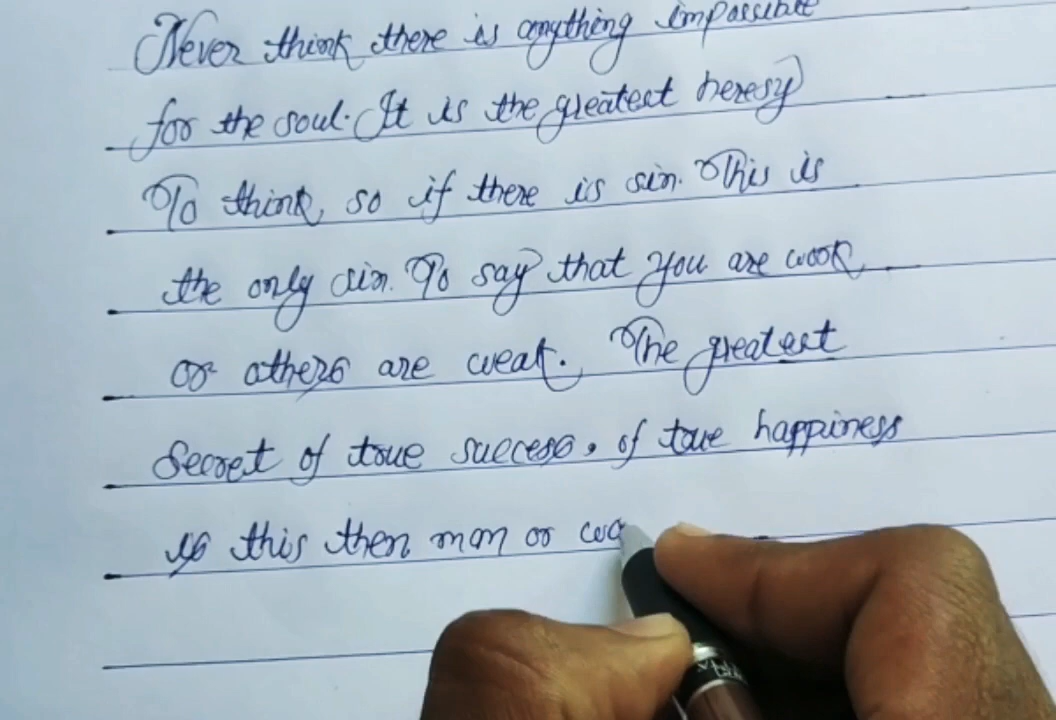 Never think there is anything impossible
for the soul. It is the greatest heresy
To think, so if there is sin. This is
the only sin. To say that you are weak
or others are weak. The greatest
Secret of true success, of true happiness
is this then man or wo